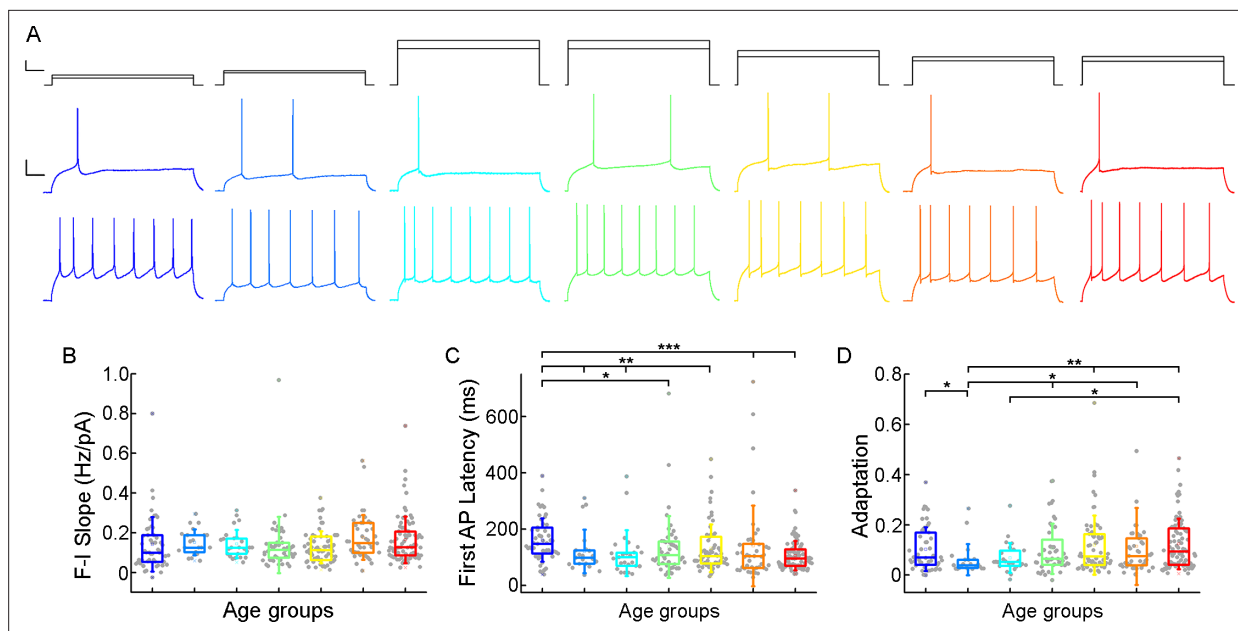 A
B
F-I Slope (Hz/pA)
1.0
0.8
0.6
0.4
0.2
0
Age groups
C
First AP Latency (ms)
600
400
200
0
***
**
*
Age groups
D
Adaptation
0.8
0.6
0.4
0.2
0
**
*
*
*
Age groups